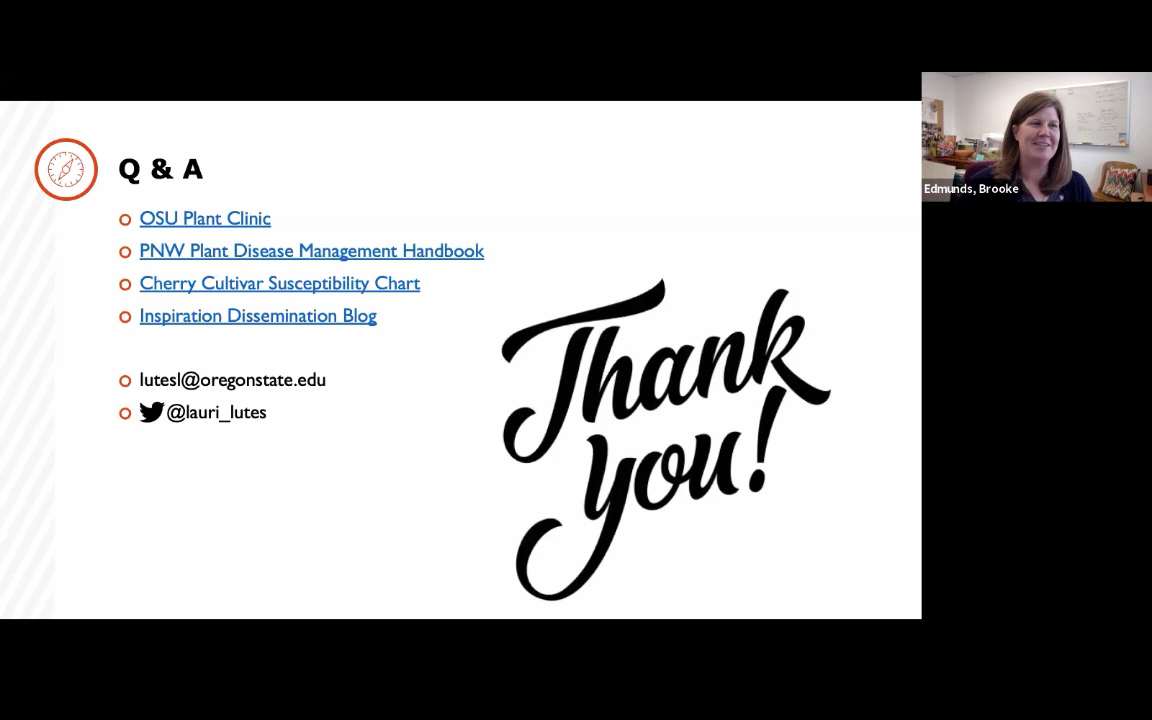 Q & A
OSU Plant Clinic
PNW Plant Disease Management Handbook
Cherry Cultivar Susceptibility Chart
Inspiration Dissemination Blog
lutesl@oregonstate.edu
@lauri_lutes
Thank
you!
Edmunds, Brooke